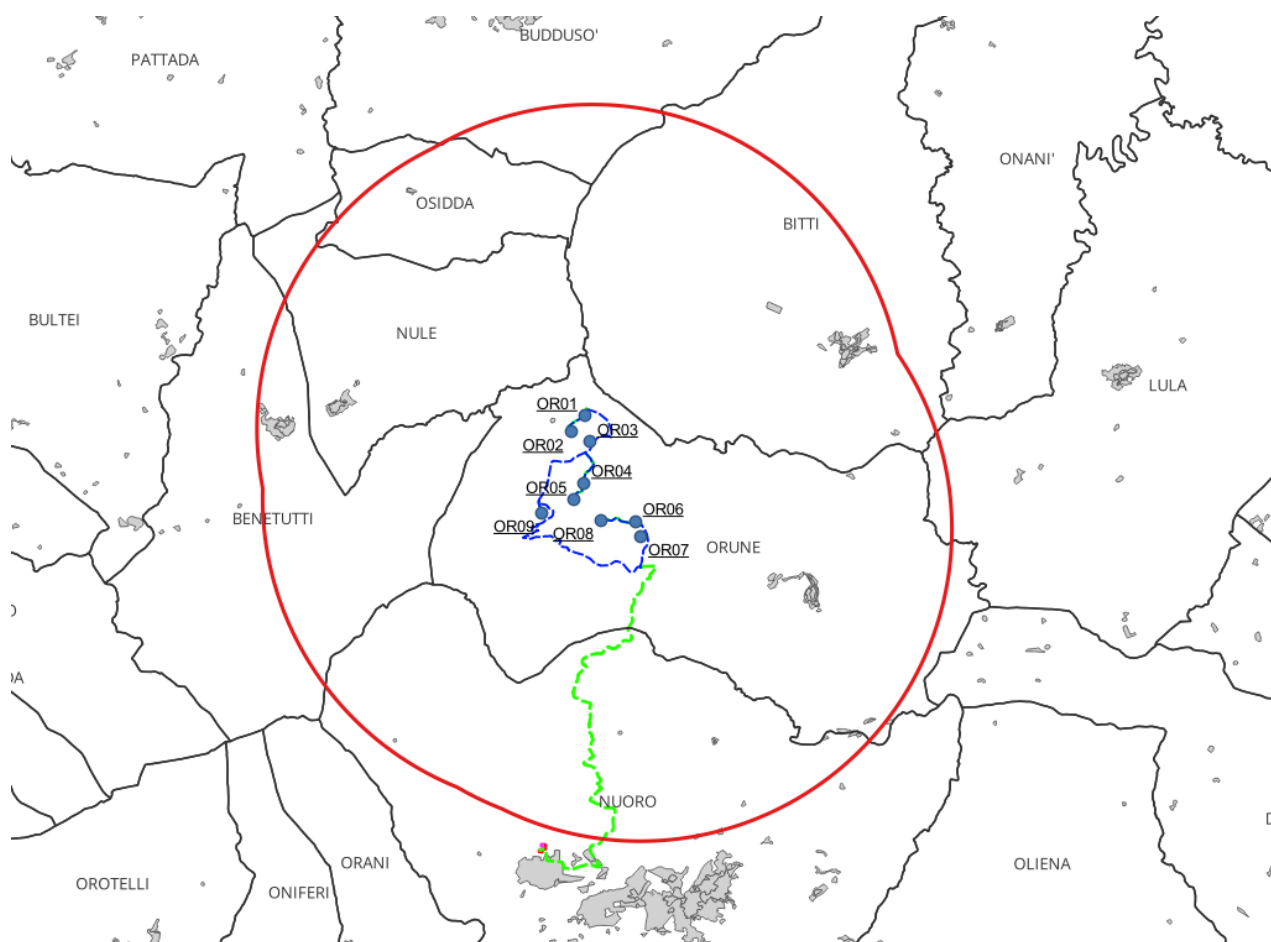 BUDDUSO'
PATTADA
ONANI'
OSIDDA
BITTI
BULTEI
NULE
LULA
OR01
OR03
OR02
OR04
OR05
OR06
BENETUTTI
OR09
OR08
OR07
ORUNE
DA
NUORO
ORANI
OLIENA
OROTELLI
ONIFERI